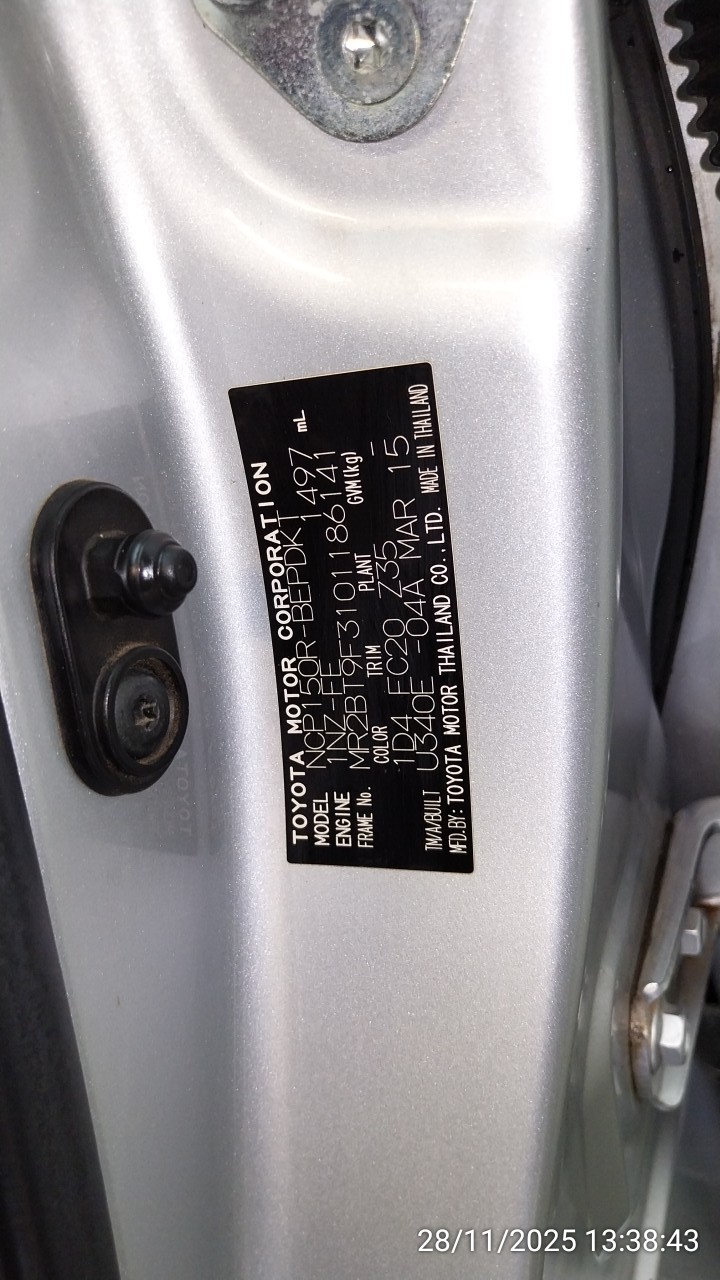 TOYOTA MOTOR CORPORATION
MODEL NCP150R-BEPDKT 1497 mL
ENGINE 1NZ-FE
FRAME No. MR2BT9F3101186141
COLOR TRIM PLANT GVM(kg)
1D4 FC20 Z35 —
TM/A/BUILT U340E -04A MAR 15
MFD.BY: TOYOTA MOTOR THAILAND CO.,LTD. MADE IN THAILAND
28/11/2025 13:38:43